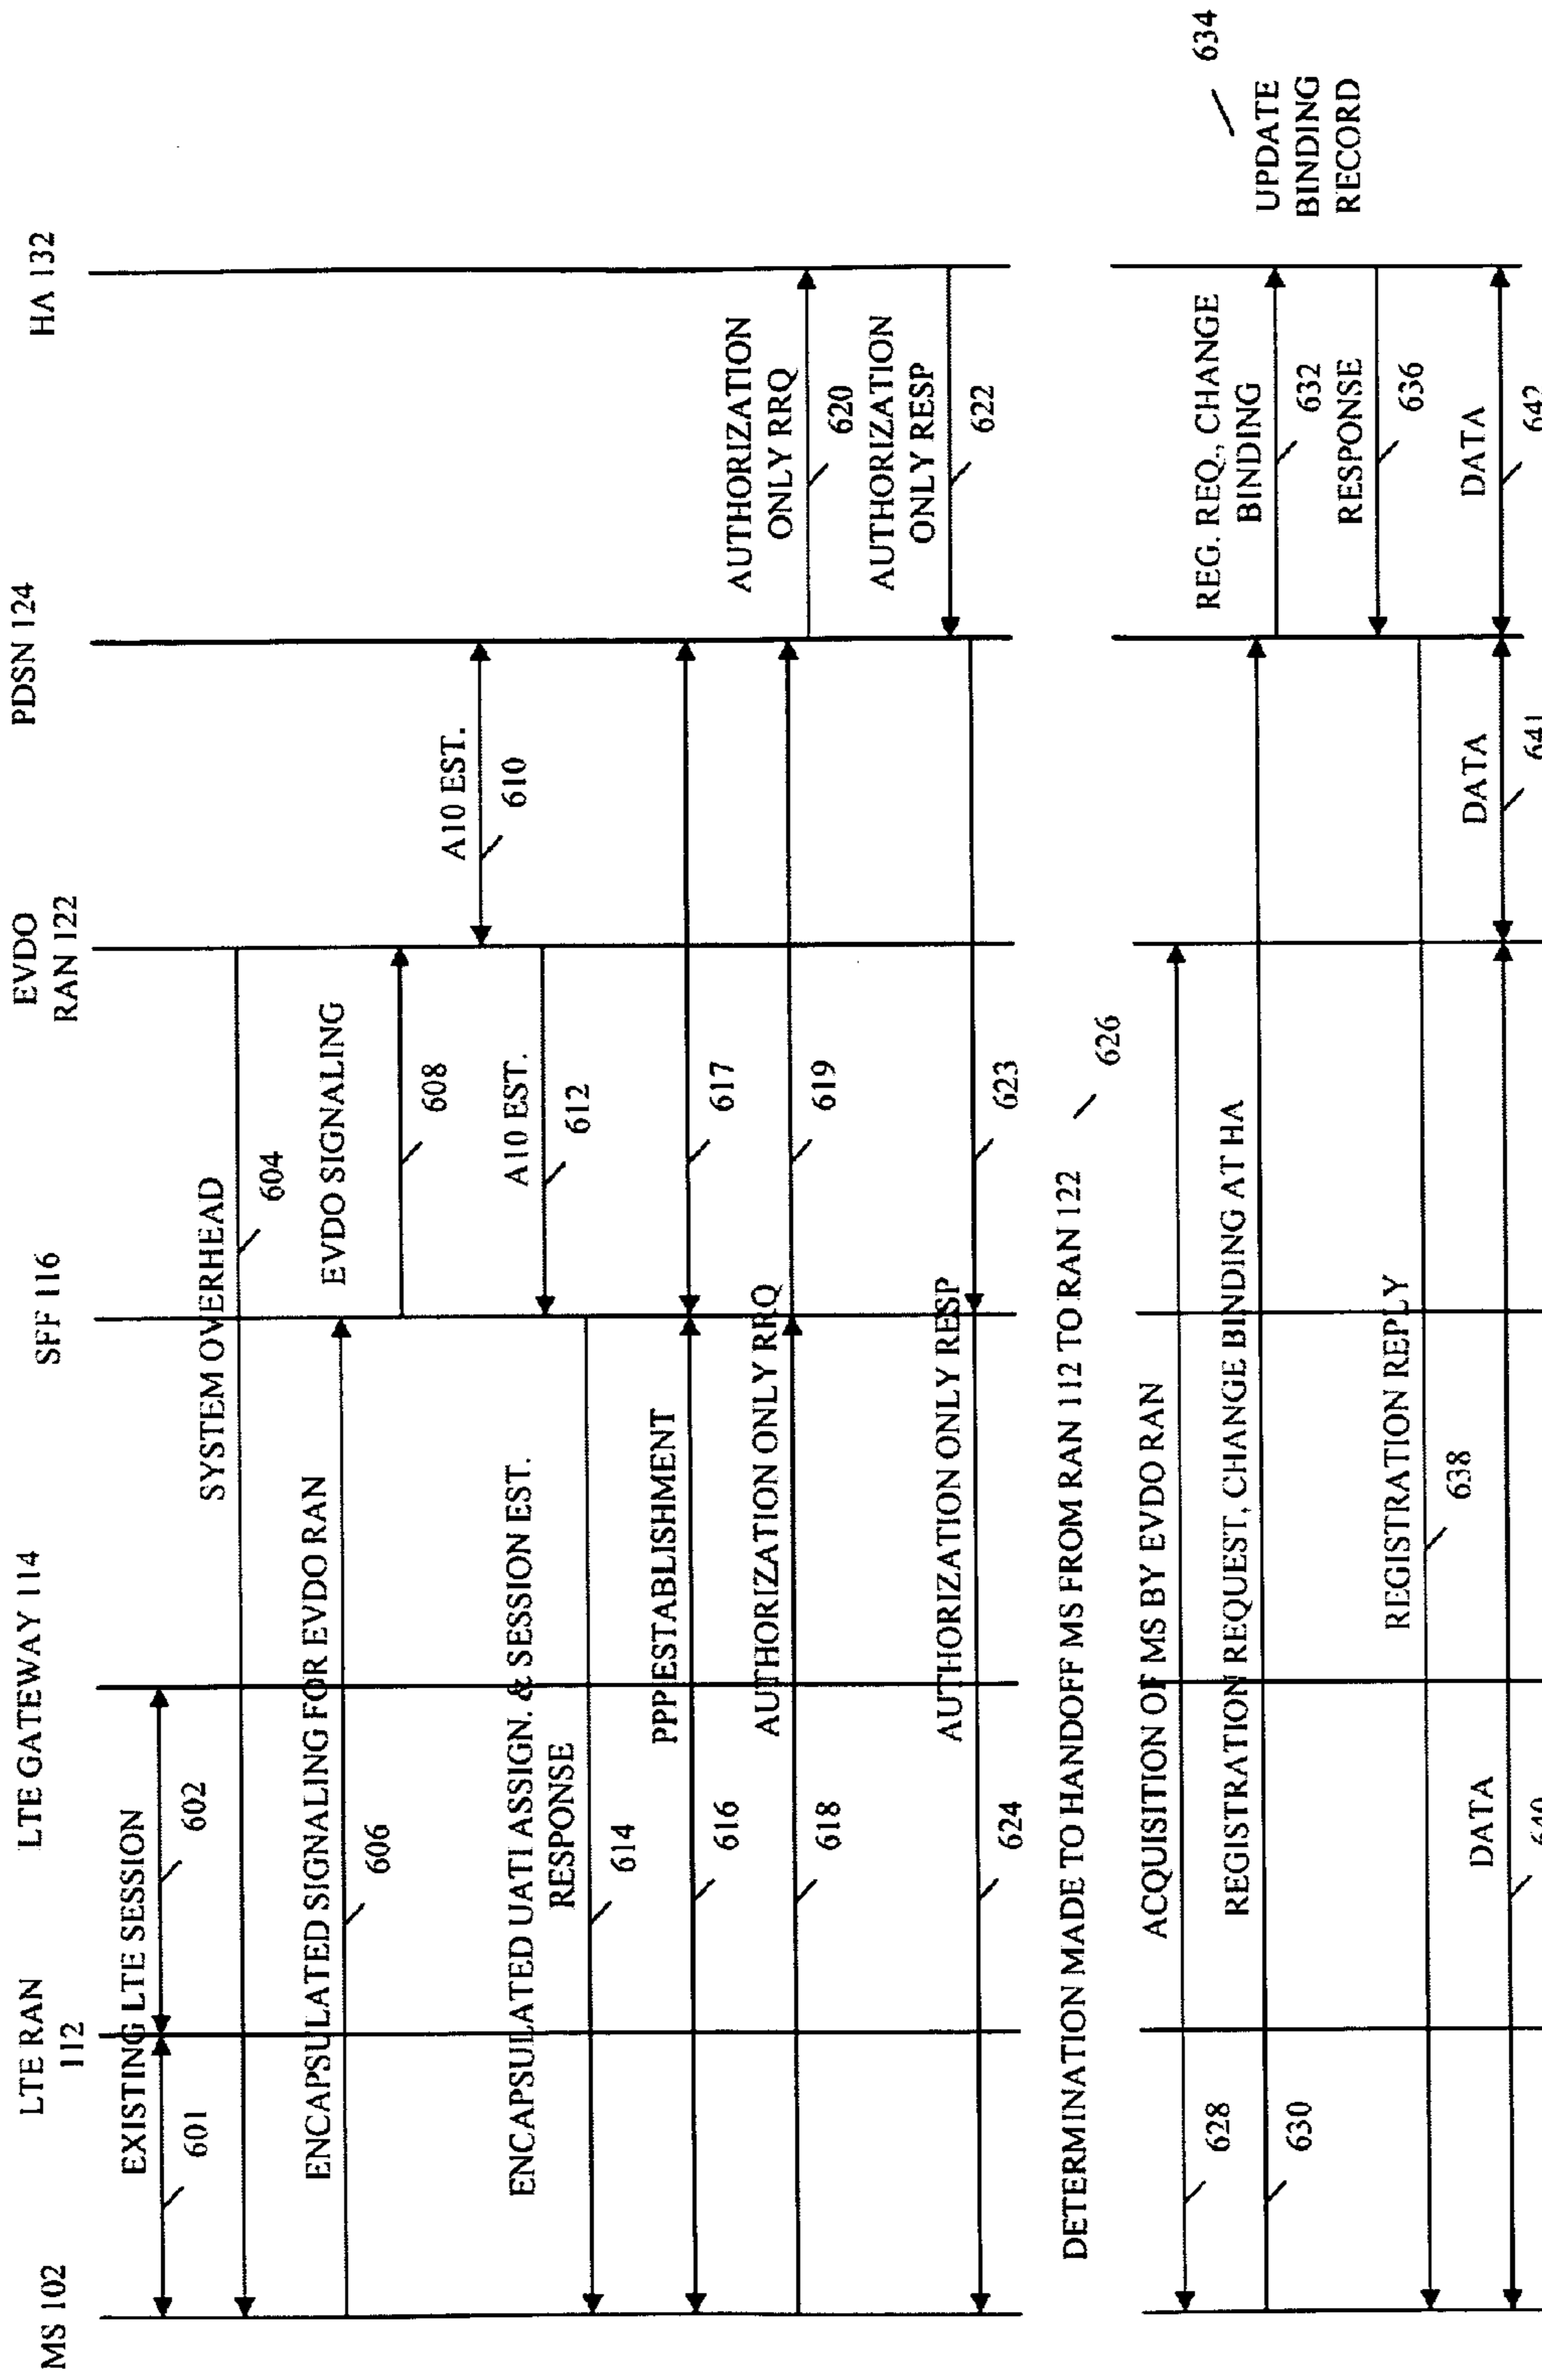 MS 102
LTE RAN
112
LTE GATEWAY 114
SFF 116
EVDO
RAN 122
PDSN 124
HA 132
EXISTING LTE SESSION
601
602
SYSTEM OVERHEAD
604
ENCAPSULATED SIGNALING FOR EVDO RAN
606
EVDO SIGNALING
608
A10 EST.
610
A10 EST.
612
ENCAPSULATED UATI ASSIGN. & SESSION EST.
RESPONSE
614
PPP ESTABLISHMENT
616
617
AUTHORIZATION ONLY RRQ
618
619
AUTHORIZATION
ONLY RRQ
620
AUTHORIZATION
ONLY RESP
622
AUTHORIZATION ONLY RESP
623
624
DETERMINATION MADE TO HANDOFF MS FROM RAN 112 TO RAN 122
626
ACQUISITION OF MS BY EVDO RAN
628
REGISTRATION REQUEST, CHANGE BINDING AT HA
630
REG. REQ., CHANGE
BINDING
632
634
UPDATE
BINDING
RECORD
RESPONSE
636
REGISTRATION REPLY
638
DATA
640
DATA
641
DATA
642